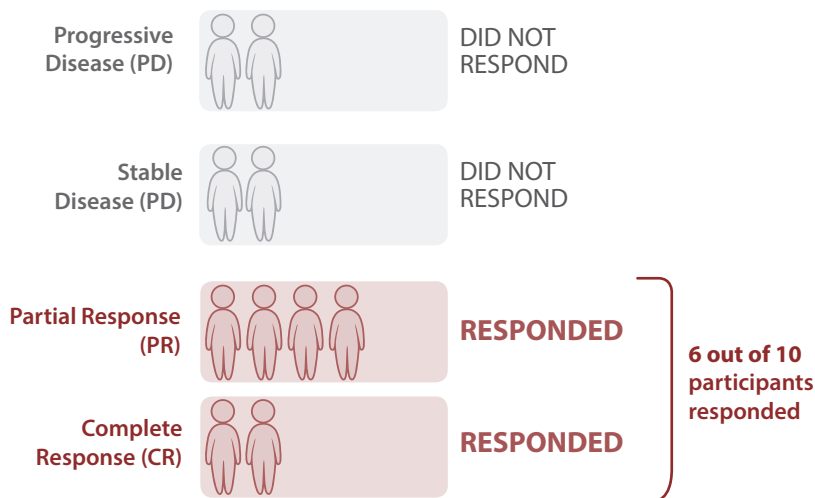 Progressive
Disease (PD)
DID NOT
RESPOND
Stable
Disease (PD)
DID NOT
RESPOND
Partial Response
(PR)
RESPONDED
Complete
Response (CR)
RESPONDED
6 out of 10
participants
responded